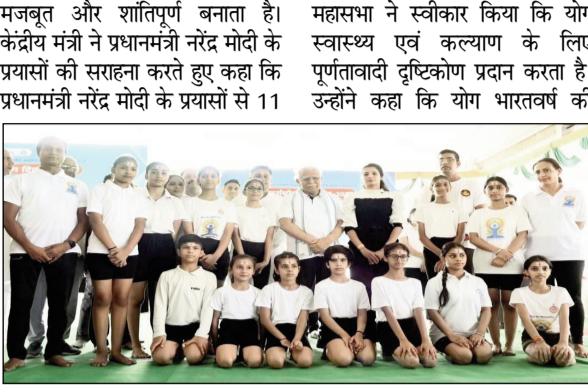 मजबूत और शांतिपूर्ण बनाता है।
केंद्रीय मंत्री ने प्रधानमंत्री नरेंद्र मोदी के
प्रयासों की सराहना करते हुए कहा कि
प्रधानमंत्री नरेंद्र मोदी के प्रयासों से 11
महासभा ने स्वीकार किया कि योग
स्वास्थ्य एवं कल्याण के लिए
पूर्णतावादी दृष्टिकोण प्रदान करता है
उन्होंने कहा कि योग भारतवर्ष की